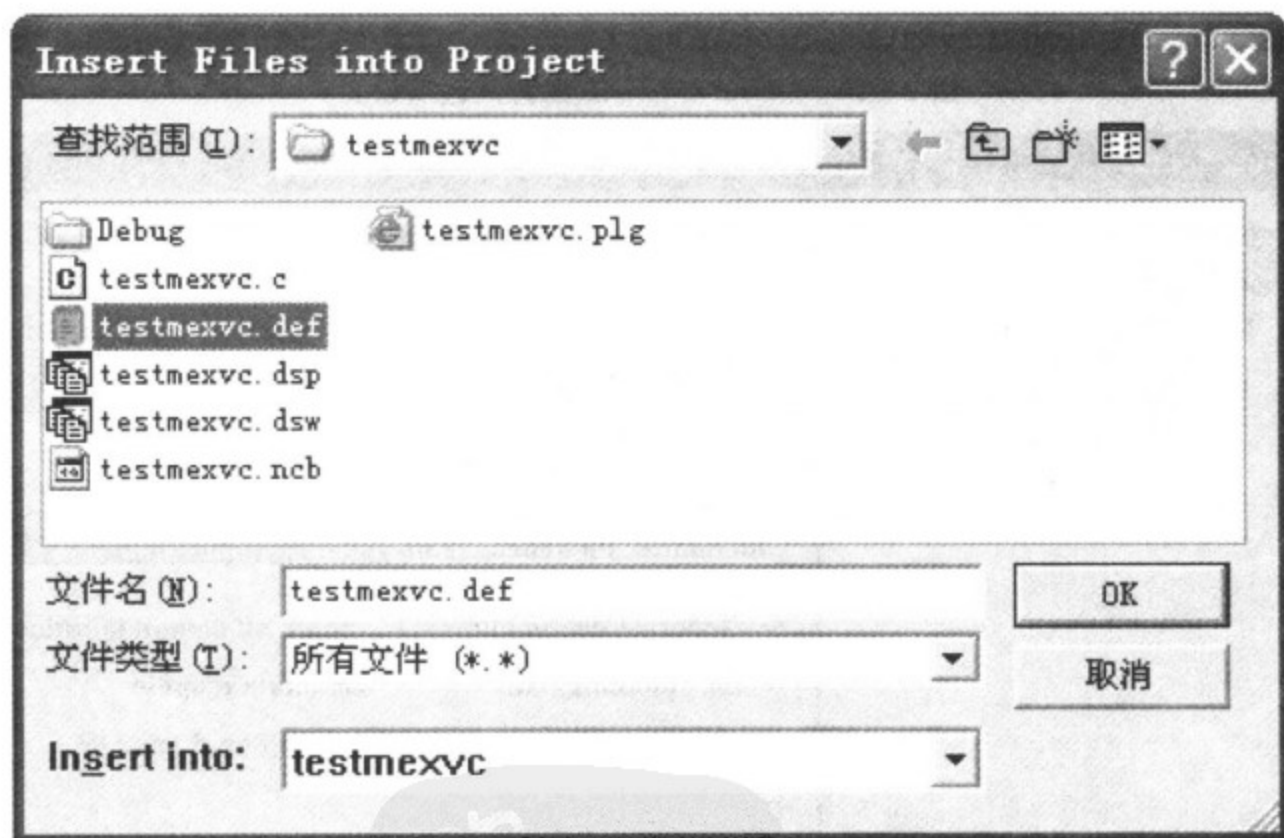 Insert Files into Project
查找范围(I): testmexvc
Debug
testmexvc.plg
testmexvc.c
testmexvc.def
testmexvc.dsp
testmexvc.dsw
testmexvc.ncb
文件名(N): testmexvc.def
OK
文件类型(T): 所有文件 (*.*)
取消
Insert into: testmexvc